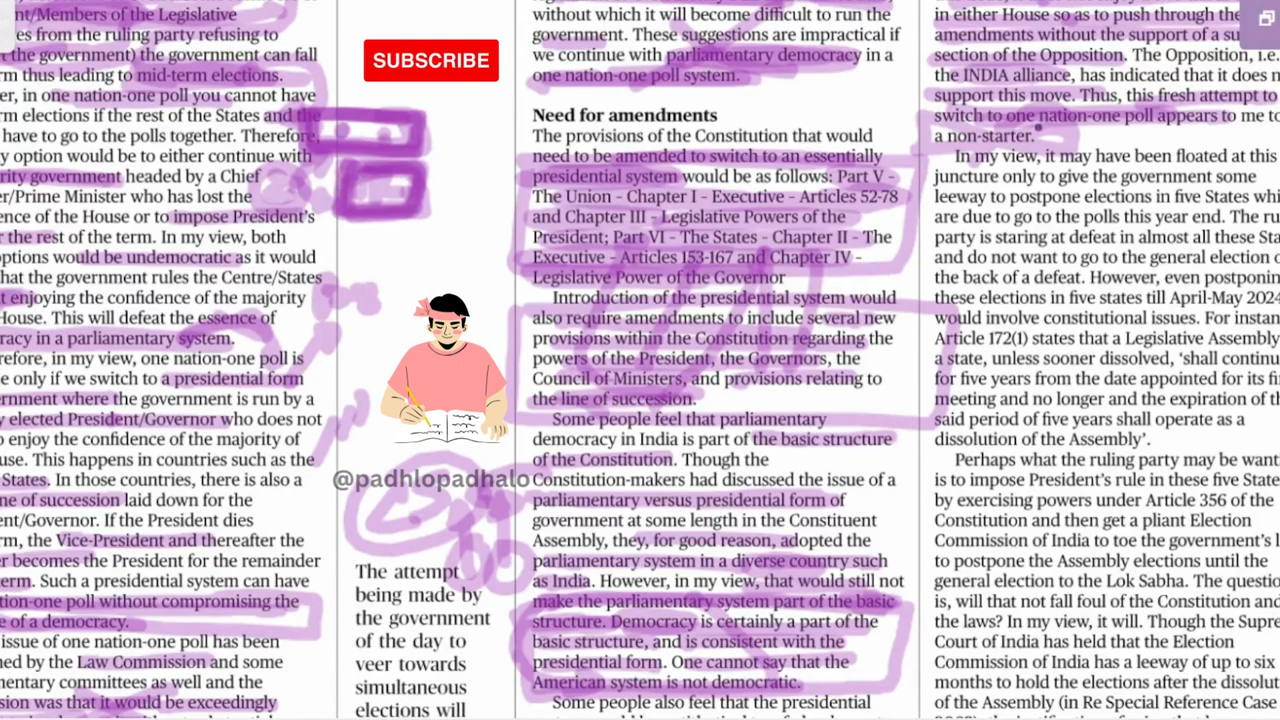 nt/Members of the Legislative
es from the ruling party refusing to
the government) the government can fall
rm thus leading to mid-term elections.
er, in one nation-one poll you cannot have
rm elections if the rest of the States and the
have to go to the polls together. Therefore,
y option would be to either continue with
rity government headed by a Chief
er/Prime Minister who has lost the
ence of the House or to impose President's
r the rest of the term. In my view, both
options would be undemocratic as it would
hat the government rules the Centre/States
t enjoying the confidence of the majority
House. This will defeat the essence of
racy in a parliamentary system.
refore, in my view, one nation-one poll is
e only if we switch to a presidential form
ernment where the government is run by a
y elected President/Governor who does not
o enjoy the confidence of the majority of
use. This happens in countries such as the
States. In those countries, there is also a
ne of succession laid down for the
ent/Governor. If the President dies
rm, the Vice-President and thereafter the
er becomes the President for the remainder
term. Such a presidential system can have
tion-one poll without compromising the
e of a democracy.
issue of one nation-one poll has been
ned by the Law Commission and some
mentary committees as well and the
sion was that it would be exceedingly
SUBSCRIBE
@padhlopadhalo
The attempt
being made by
the government
of the day to
veer towards
simultaneous
elections will
without which it will become difficult to run the
government. These suggestions are impractical if
we continue with parliamentary democracy in a
one nation-one poll system.
Need for amendments
The provisions of the Constitution that would
need to be amended to switch to an essentially
presidential system would be as follows: Part V -
The Union - Chapter I - Executive - Articles 52-78
and Chapter III - Legislative Powers of the
President; Part VI - The States - Chapter II - The
Executive - Articles 153-167 and Chapter IV -
Legislative Power of the Governor
Introduction of the presidential system would
also require amendments to include several new
provisions within the Constitution regarding the
powers of the President, the Governors, the
Council of Ministers, and provisions relating to
the line of succession.
Some people feel that parliamentary
democracy in India is part of the basic structure
of the Constitution. Though the
Constitution-makers had discussed the issue of a
parliamentary versus presidential form of
government at some length in the Constituent
Assembly, they, for good reason, adopted the
parliamentary system in a diverse country such
as India. However, in my view, that would still not
make the parliamentary system part of the basic
structure. Democracy is certainly a part of the
basic structure, and is consistent with the
presidential form. One cannot say that the
American system is not democratic.
Some people also feel that the presidential
in either House so as to push through the
amendments without the support of a su
section of the Opposition. The Opposition, i.e.
the INDIA alliance, has indicated that it does n
support this move. Thus, this fresh attempt to
switch to one nation-one poll appears to me to
a non-starter.
In my view, it may have been floated at this
juncture only to give the government some
leeway to postpone elections in five States whi
are due to go to the polls this year end. The ru
party is staring at defeat in almost all these Sta
and do not want to go to the general election o
the back of a defeat. However, even postponin
these elections in five states till April-May 2024
would involve constitutional issues. For instan
Article 172(1) states that a Legislative Assembly
a state, unless sooner dissolved, 'shall continu
for five years from the date appointed for its fi
meeting and no longer and the expiration of th
said period of five years shall operate as a
dissolution of the Assembly'.
Perhaps what the ruling party may be want
is to impose President's rule in these five State
by exercising powers under Article 356 of the
Constitution and then get a pliant Election
Commission of India to toe the government's l
to postpone the Assembly elections until the
general election to the Lok Sabha. The questio
is, will that not fall foul of the Constitution and
the laws? In my view, it will. Though the Supre
Court of India has held that the Election
Commission of India has a leeway of up to six
months to hold the elections after the dissolut
of the Assembly (in Re Special Reference Case